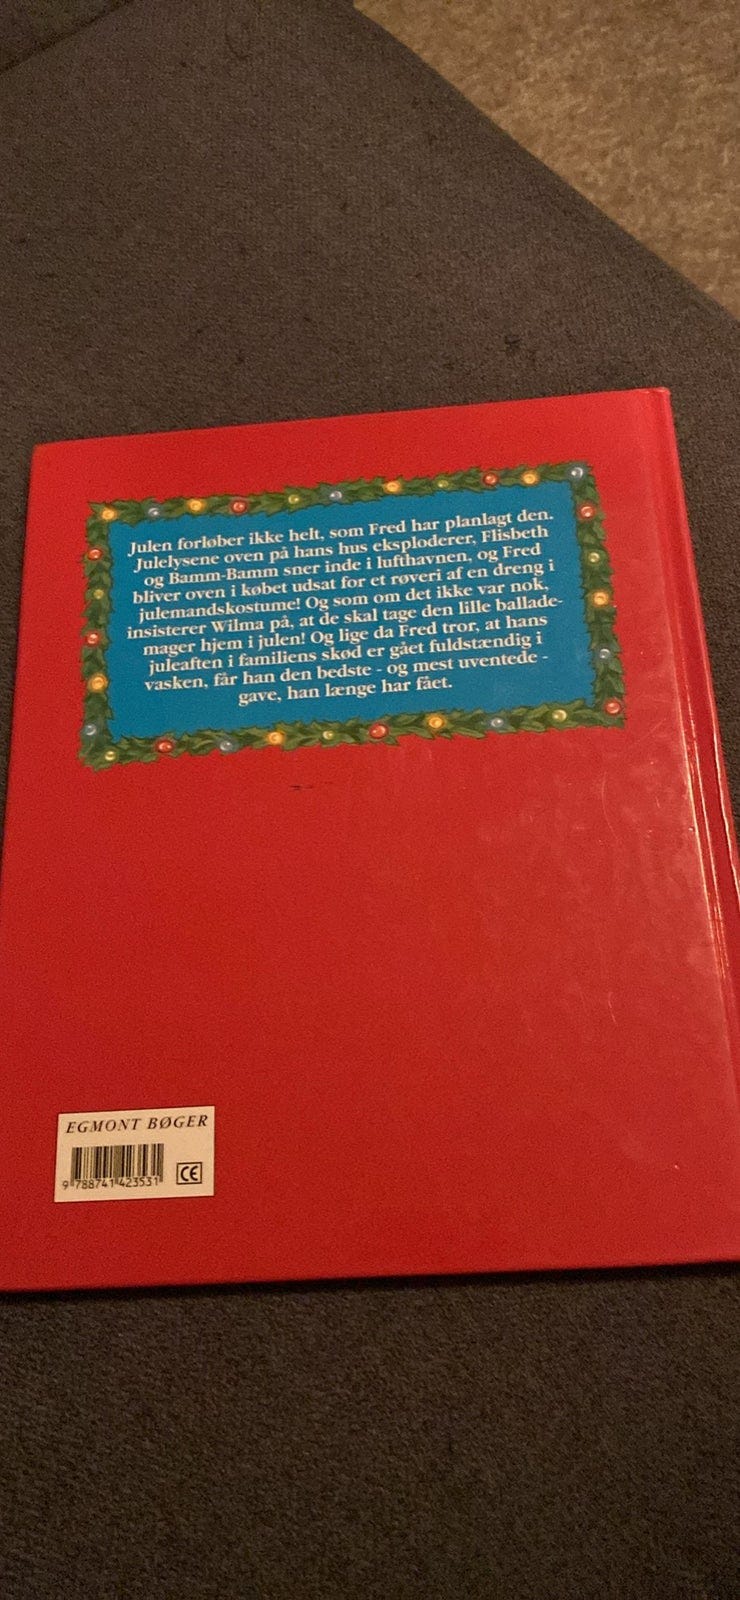 Julen forløber ikke helt, som Fred har planlagt den.
Julelysene oven på hans hus eksploderer, Flisbeth
og Bamm-Bamm sner inde i lufthavnen, og Fred
bliver oven i købet udsat for et røveri af en dreng i
julemandskostume! Og som om det ikke var nok,
insisterer Wilma på, at de skal tage den lille ballade-
mager hjem i julen! Og lige da Fred tror, at hans
juleaften i familiens skød er gået fuldstændig i
vasken, får han den bedste - og mest uventede -
gave, han længe har fået.
EGMONT BØGER
9 788741 423531
CE